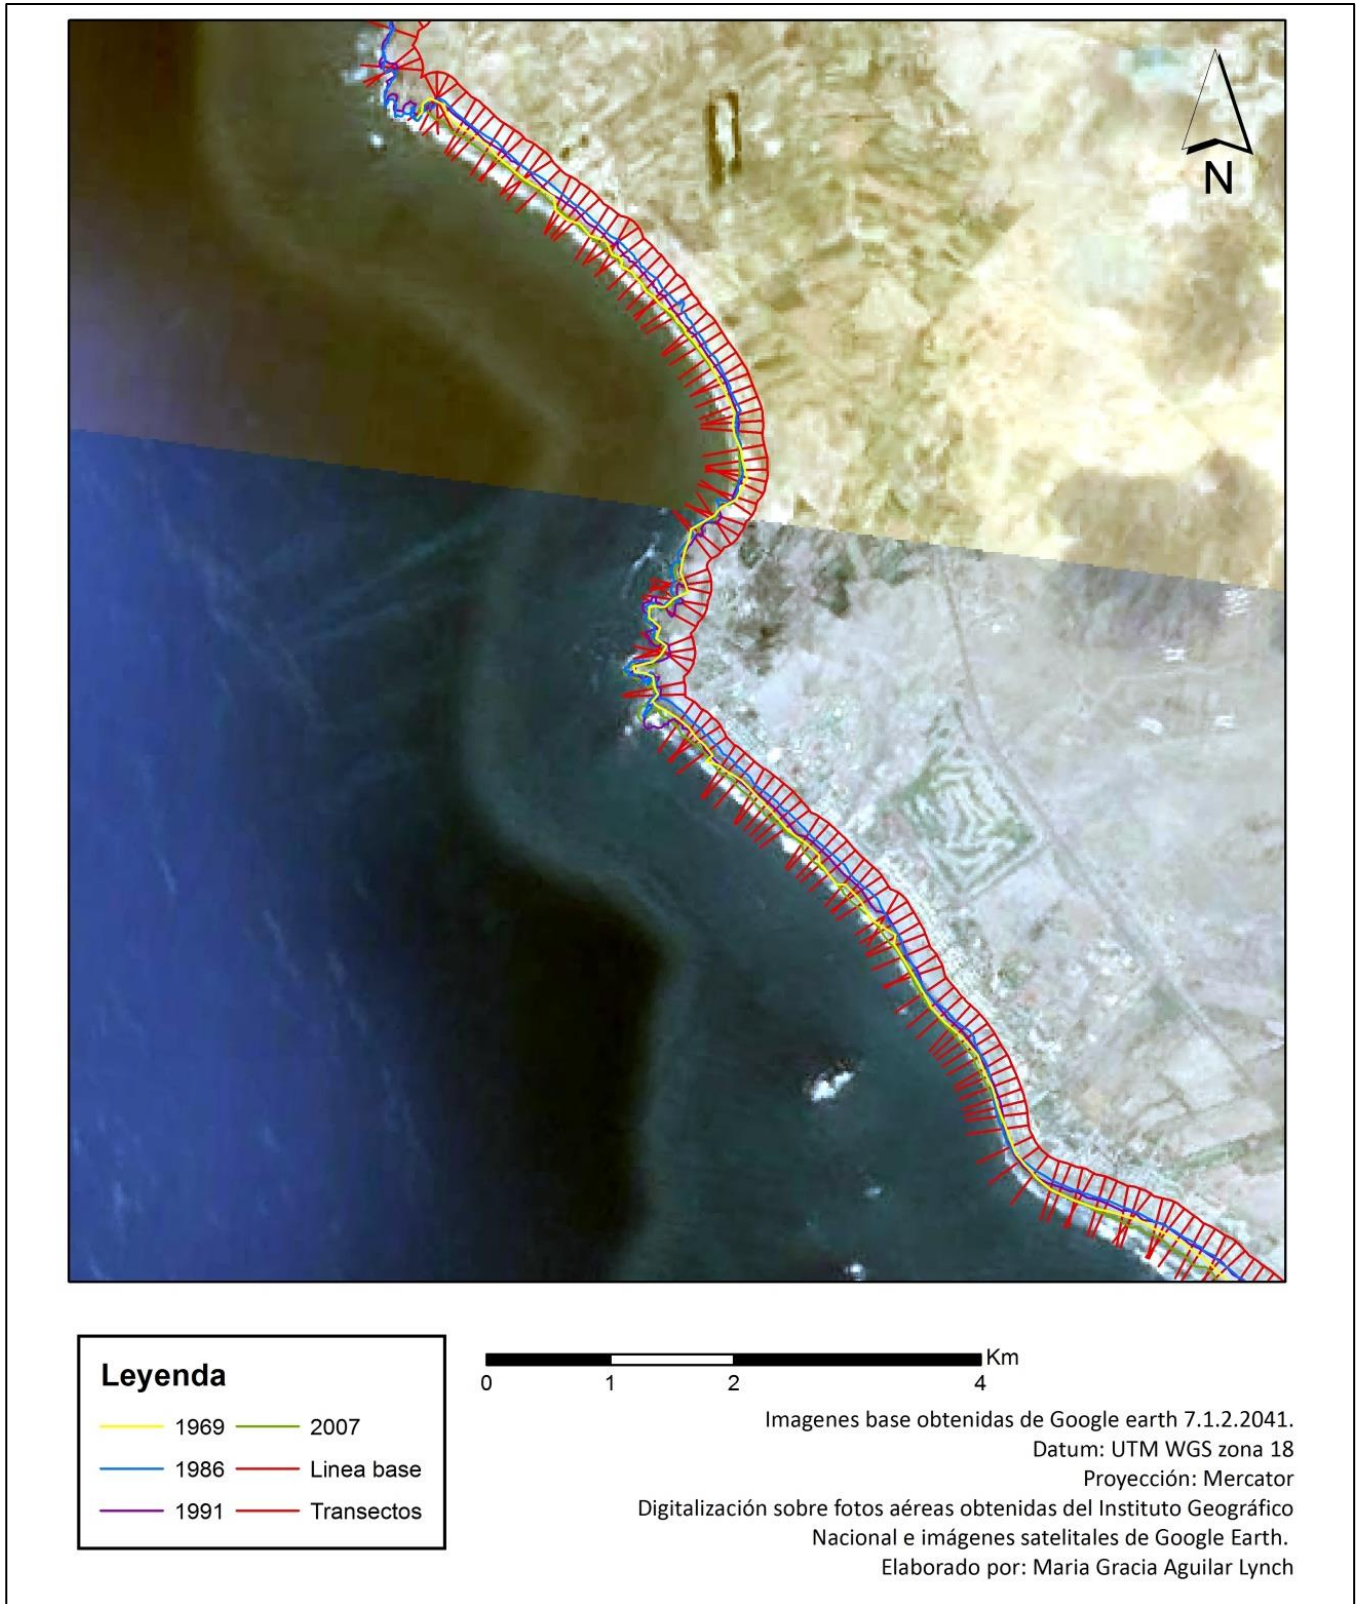 N
Leyenda
1969
2007
1986
Linea base
1991
Transectos
Km
0 1 2 4
Imagenes base obtenidas de Google earth 7.1.2.2041.
Datum: UTM WGS zona 18
Proyección: Mercator
Digitalización sobre fotos aéreas obtenidas del Instituto Geográfico
Nacional e imágenes satelitales de Google Earth.
Elaborado por: Maria Gracia Aguilar Lynch